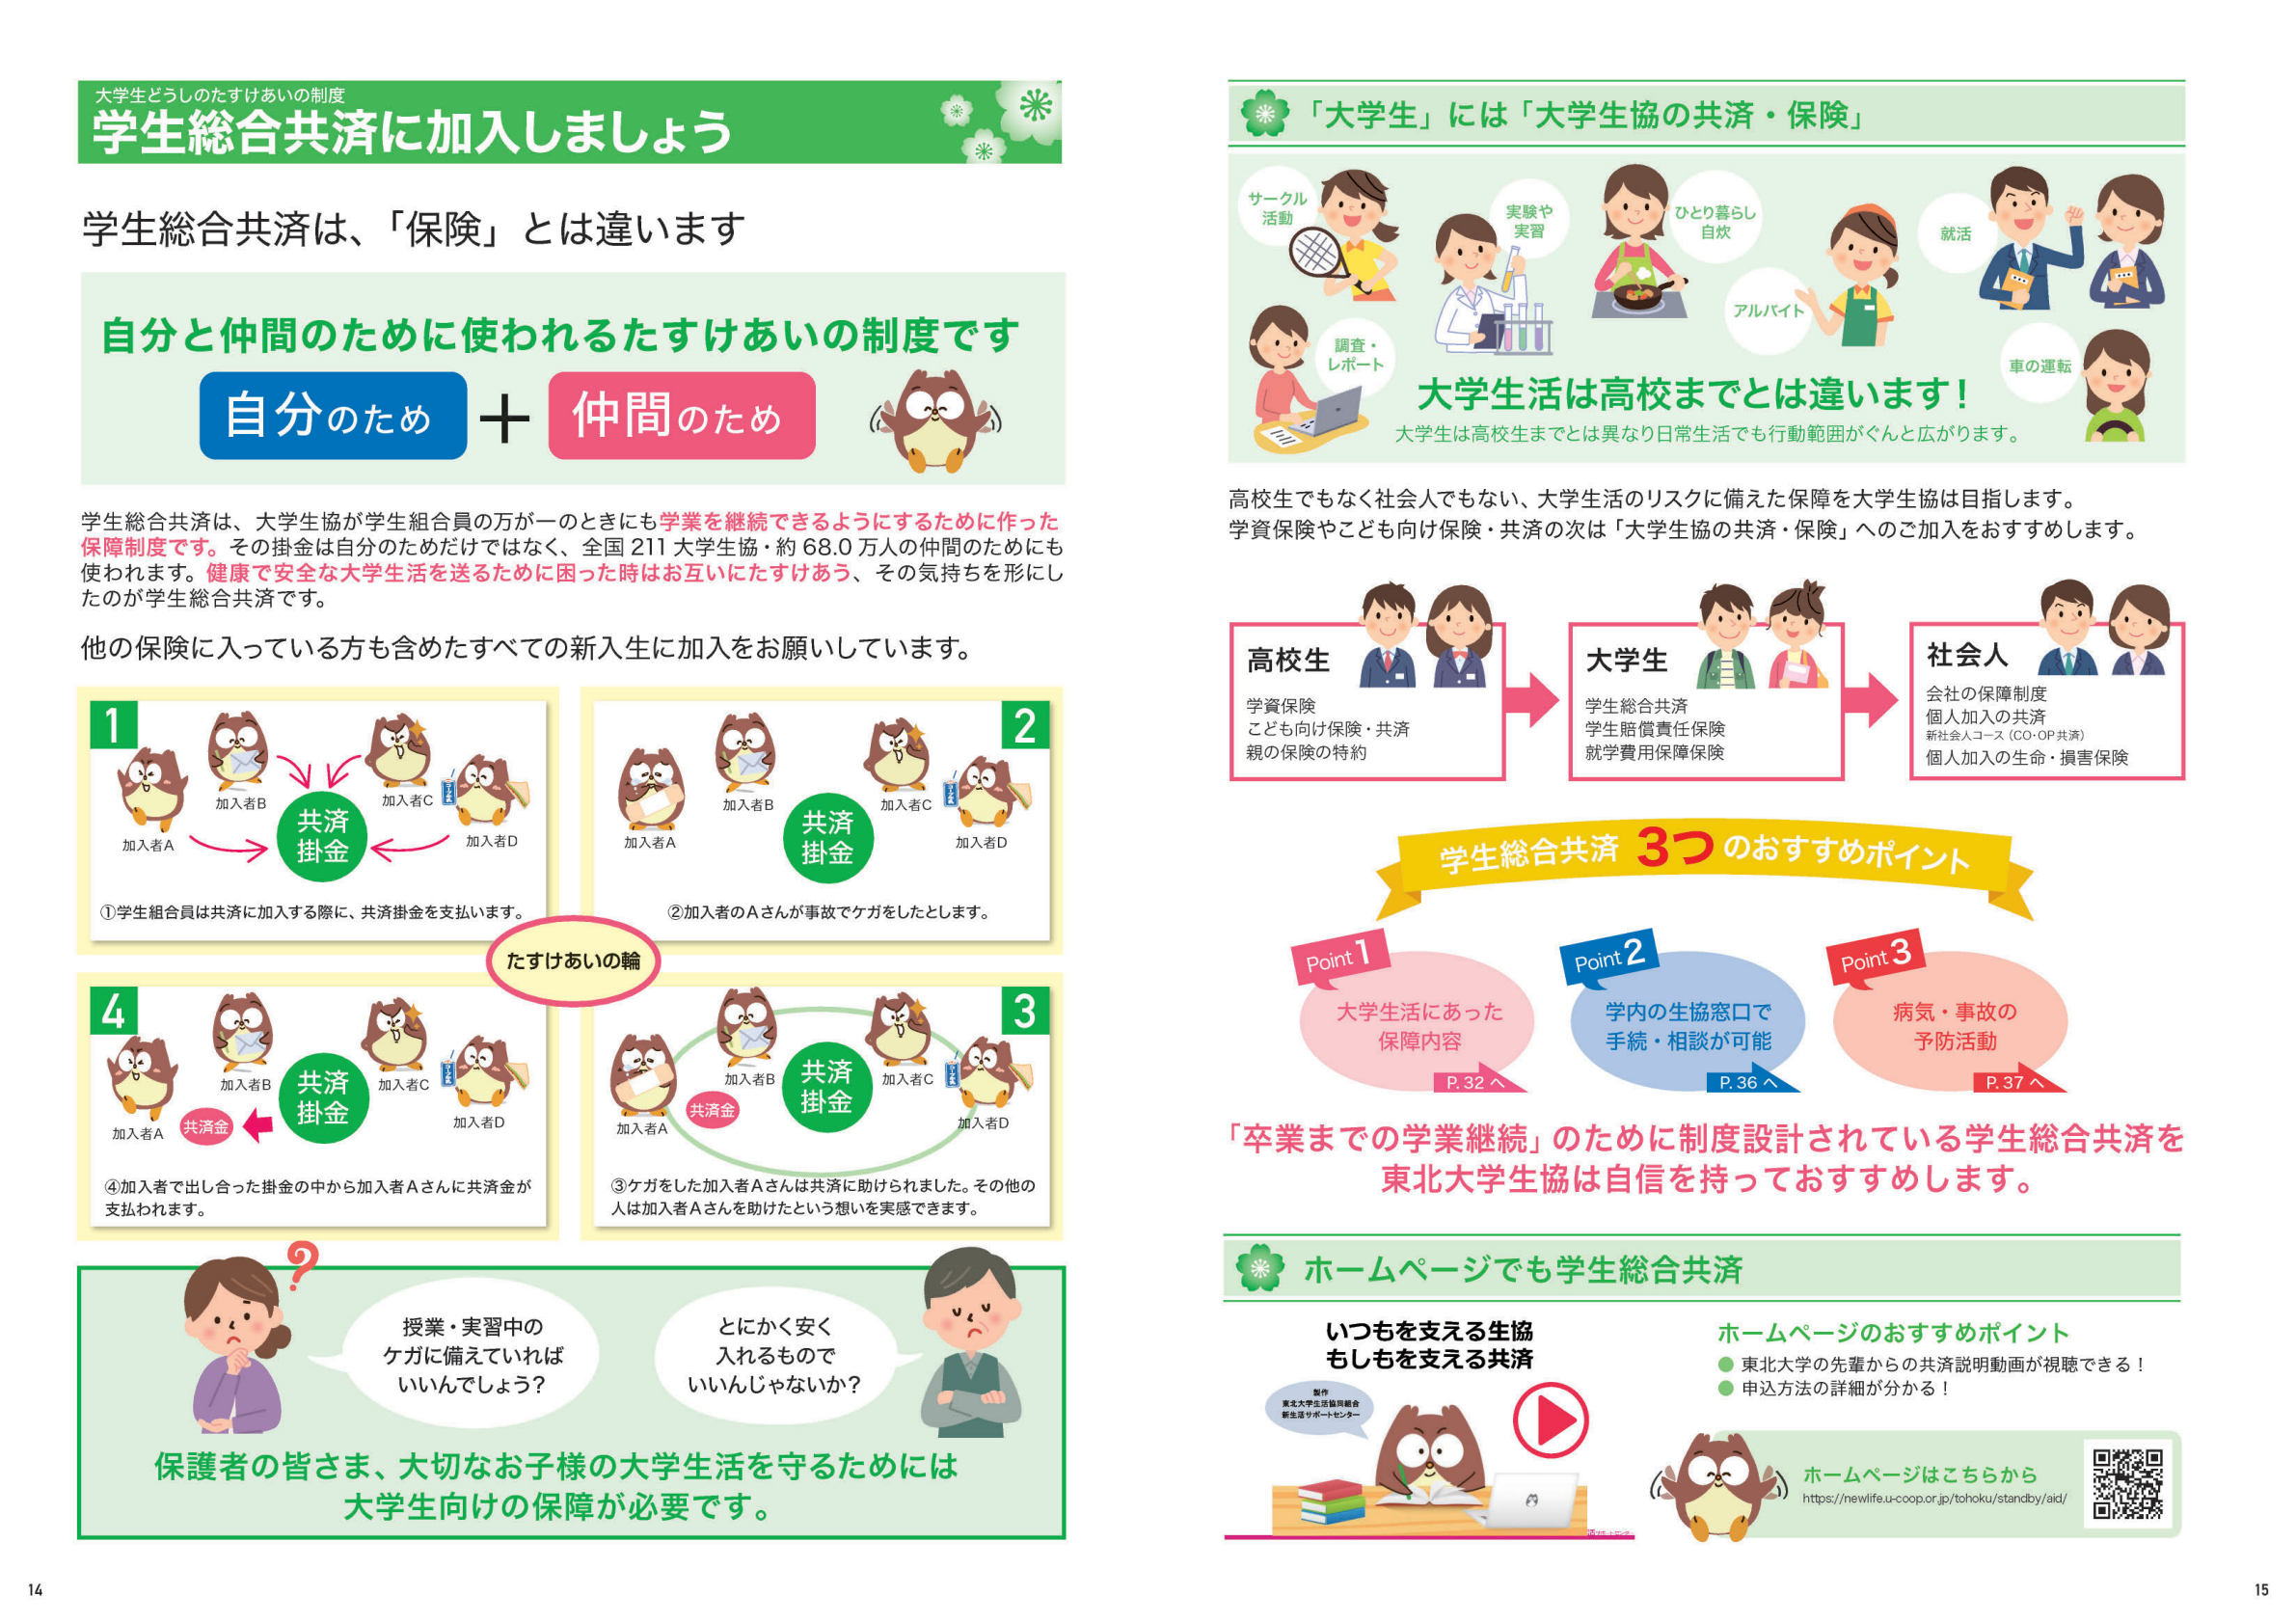 大学生どうしのたすけあいの制度
学生総合共済に加入しましょう
学生総合共済は、「保険」とは違います
自分と仲間のために使われるたすけあいの制度です
自分のため
＋
仲間のため
学生総合共済は、大学生協が学生組合員の万が一のときにも学業を継続できるようにするために作った
保障制度です。その掛金は自分のためだけではなく、全国 211 大学生協・約 68.0 万人の仲間のためにも
使われます。健康で安全な大学生活を送るために困った時はお互いにたすけあう、その気持ちを形にし
たのが学生総合共済です。
他の保険に入っている方も含めたすべての新入生に加入をお願いしています。
1
加入者B
加入者C
加入者A
加入者D
共済
掛金
①学生組合員は共済に加入する際に、共済掛金を支払います。
2
加入者B
加入者C
加入者A
加入者D
共済
掛金
②加入者のAさんが事故でケガをしたとします。
たすけあいの輪
4
加入者B
加入者C
加入者A
加入者D
共済
掛金
共済金
④加入者で出し合った掛金の中から加入者Aさんに共済金が
支払われます。
3
加入者B
加入者C
加入者A
加入者D
共済
掛金
共済金
③ケガをした加入者Aさんは共済に助けられました。その他の
人は加入者Aさんを助けたという想いを実感できます。
?
授業・実習中の
ケガに備えていれば
いいんでしょう？
とにかく安く
入れるもので
いいんじゃないか？
保護者の皆さま、大切なお子様の大学生活を守るためには
大学生向けの保障が必要です。
14
「大学生」には「大学生協の共済・保険」
サークル
活動
実験や
実習
ひとり暮らし
自炊
アルバイト
就活
調査・
レポート
車の運転
大学生活は高校までとは違います！
大学生は高校生までとは異なり日常生活でも行動範囲がぐんと広がります。
高校生でもなく社会人でもない、大学生活のリスクに備えた保障を大学生協は目指します。
学資保険やこども向け保険・共済の次は「大学生協の共済・保険」へのご加入をおすすめします。
高校生
学資保険
こども向け保険・共済
親の保険の特約
大学生
学生総合共済
学生賠償責任保険
就学費用保障保険
社会人
会社の保障制度
個人加入の共済
新社会人コース（CO・OP共済）
個人加入の生命・損害保険
学生総合共済 3つ のおすすめポイント
Point 1
大学生活にあった
保障内容
P. 32 へ
Point 2
学内の生協窓口で
手続・相談が可能
P. 36 へ
Point 3
病気・事故の
予防活動
P. 37 へ
「卒業までの学業継続」のために制度設計されている学生総合共済を
東北大学生協は自信を持っておすすめします。
ホームページでも学生総合共済
いつもを支える生協
もしもを支える共済
製作
東北大学生活協同組合
新生活サポートセンター
ホームページのおすすめポイント
● 東北大学の先輩からの共済説明動画が視聴できる！
● 申込方法の詳細が分かる！
ホームページはこちらから
https://newlife.u-coop.or.jp/tohoku/standby/aid/
15